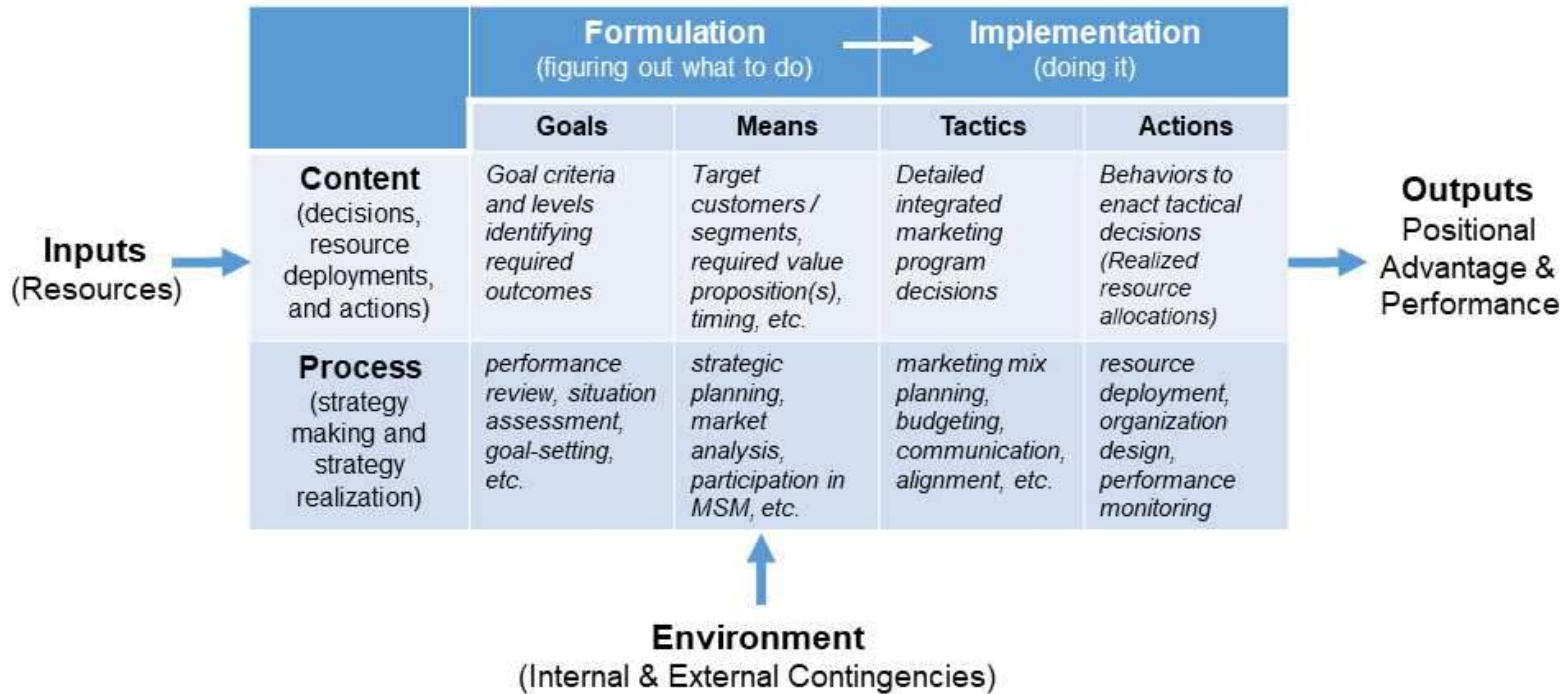 Formulation
(figuring out what to do)
Implementation
(doing it)
Goals
Means
Tactics
Actions
Inputs
(Resources)
Content
(decisions,
resource
deployments,
and actions)
Goal criteria
and levels
identifying
required
outcomes
Target
customers /
segments,
required value
proposition(s),
timing, etc.
Detailed
integrated
marketing
program
decisions
Behaviors to
enact tactical
decisions
(Realized
resource
allocations)
Process
(strategy
making and
strategy
realization)
performance
review, situation
assessment,
goal-setting,
etc.
strategic
planning,
market
analysis,
participation in
MSM, etc.
marketing mix
planning,
budgeting,
communication,
alignment, etc.
resource
deployment,
organization
design,
performance
monitoring
Outputs
Positional
Advantage &
Performance
Environment
(Internal & External Contingencies)